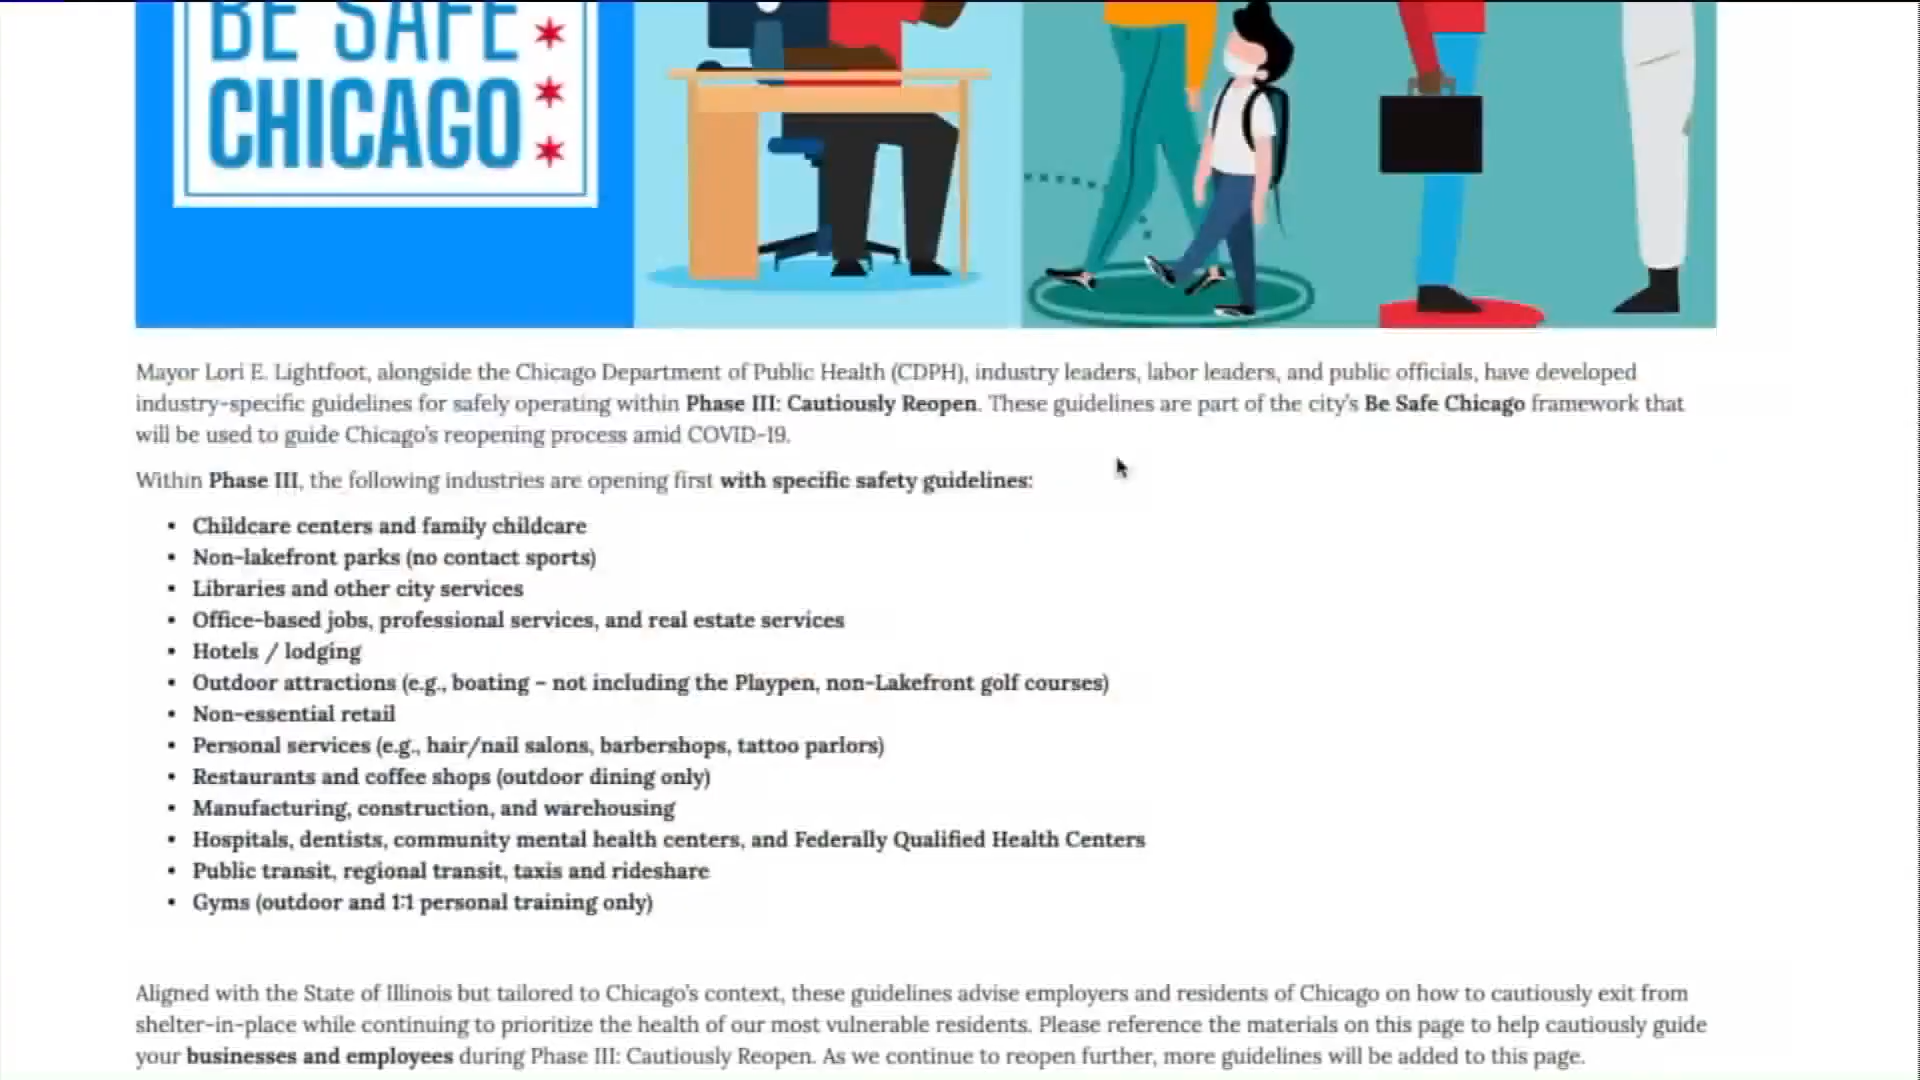 BE SAFE
CHICAGO
Mayor Lori E. Lightfoot, alongside the Chicago Department of Public Health (CDPH), industry leaders, labor leaders, and public officials, have developed
industry-specific guidelines for safely operating within Phase III: Cautiously Reopen. These guidelines are part of the city's Be Safe Chicago framework that
will be used to guide Chicago's reopening process amid COVID-19.
Within Phase III, the following industries are opening first with specific safety guidelines:
• Childcare centers and family childcare
• Non-lakefront parks (no contact sports)
• Libraries and other city services
• Office-based jobs, professional services, and real estate services
• Hotels / lodging
• Outdoor attractions (e.g., boating – not including the Playpen, non-Lakefront golf courses)
• Non-essential retail
• Personal services (e.g., hair/nail salons, barbershops, tattoo parlors)
• Restaurants and coffee shops (outdoor dining only)
• Manufacturing, construction, and warehousing
• Hospitals, dentists, community mental health centers, and Federally Qualified Health Centers
• Public transit, regional transit, taxis and rideshare
• Gyms (outdoor and 1:1 personal training only)
Aligned with the State of Illinois but tailored to Chicago's context, these guidelines advise employers and residents of Chicago on how to cautiously exit from
shelter-in-place while continuing to prioritize the health of our most vulnerable residents. Please reference the materials on this page to help cautiously guide
your businesses and employees during Phase III: Cautiously Reopen. As we continue to reopen further, more guidelines will be added to this page.